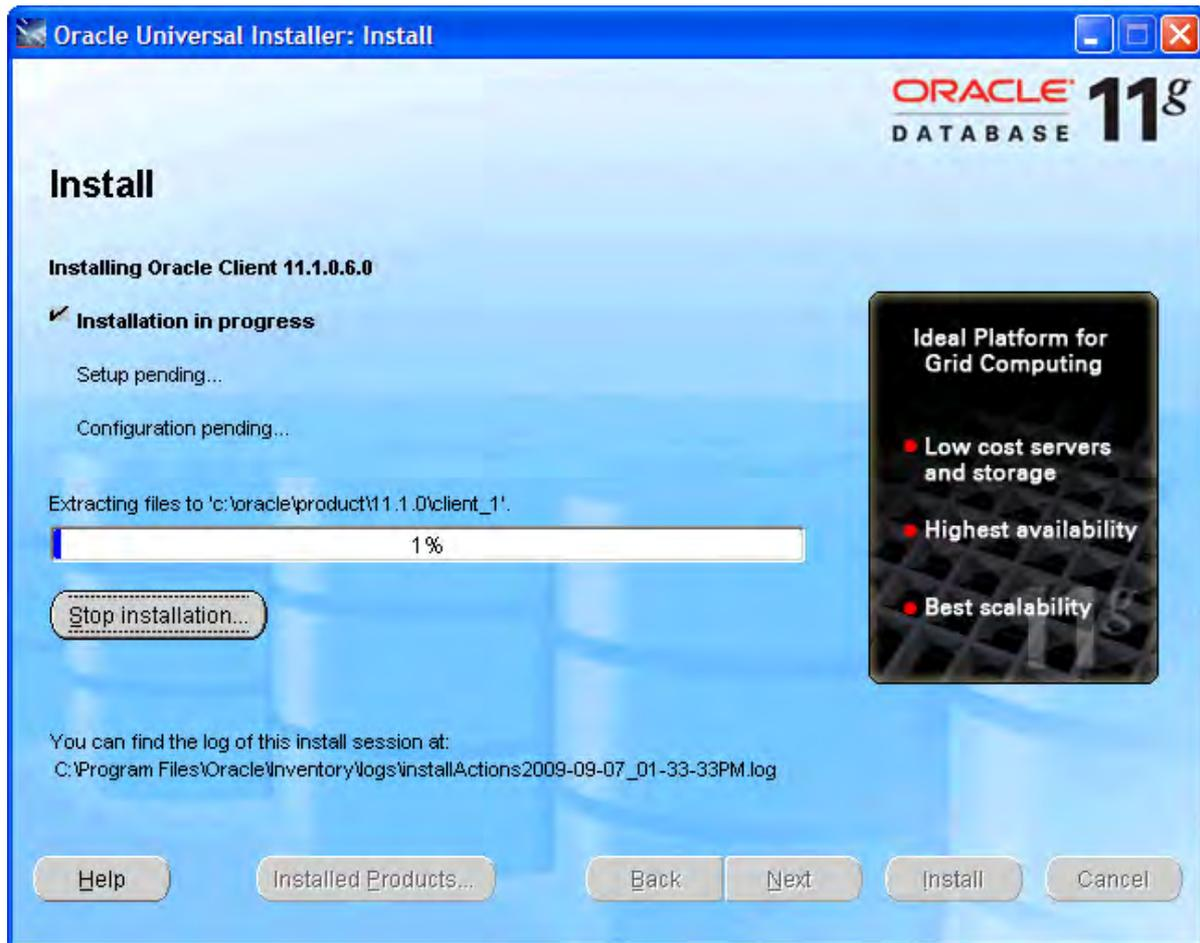 Oracle Universal Installer: Install
ORACLE 11g
DATABASE
Install
Installing Oracle Client 11.1.0.6.0
Installation in progress
Setup pending...
Configuration pending...
Extracting files to 'c:\oracle\product\11.1.0\client_1'.
1%
Stop installation...
Ideal Platform for
Grid Computing
Low cost servers
and storage
Highest availability
Best scalability
11g
You can find the log of this install session at:
C:\Program Files\Oracle\Inventory\logs\installActions2009-09-07_01-33-33PM.log
Help Installed Products... Back Next Install Cancel